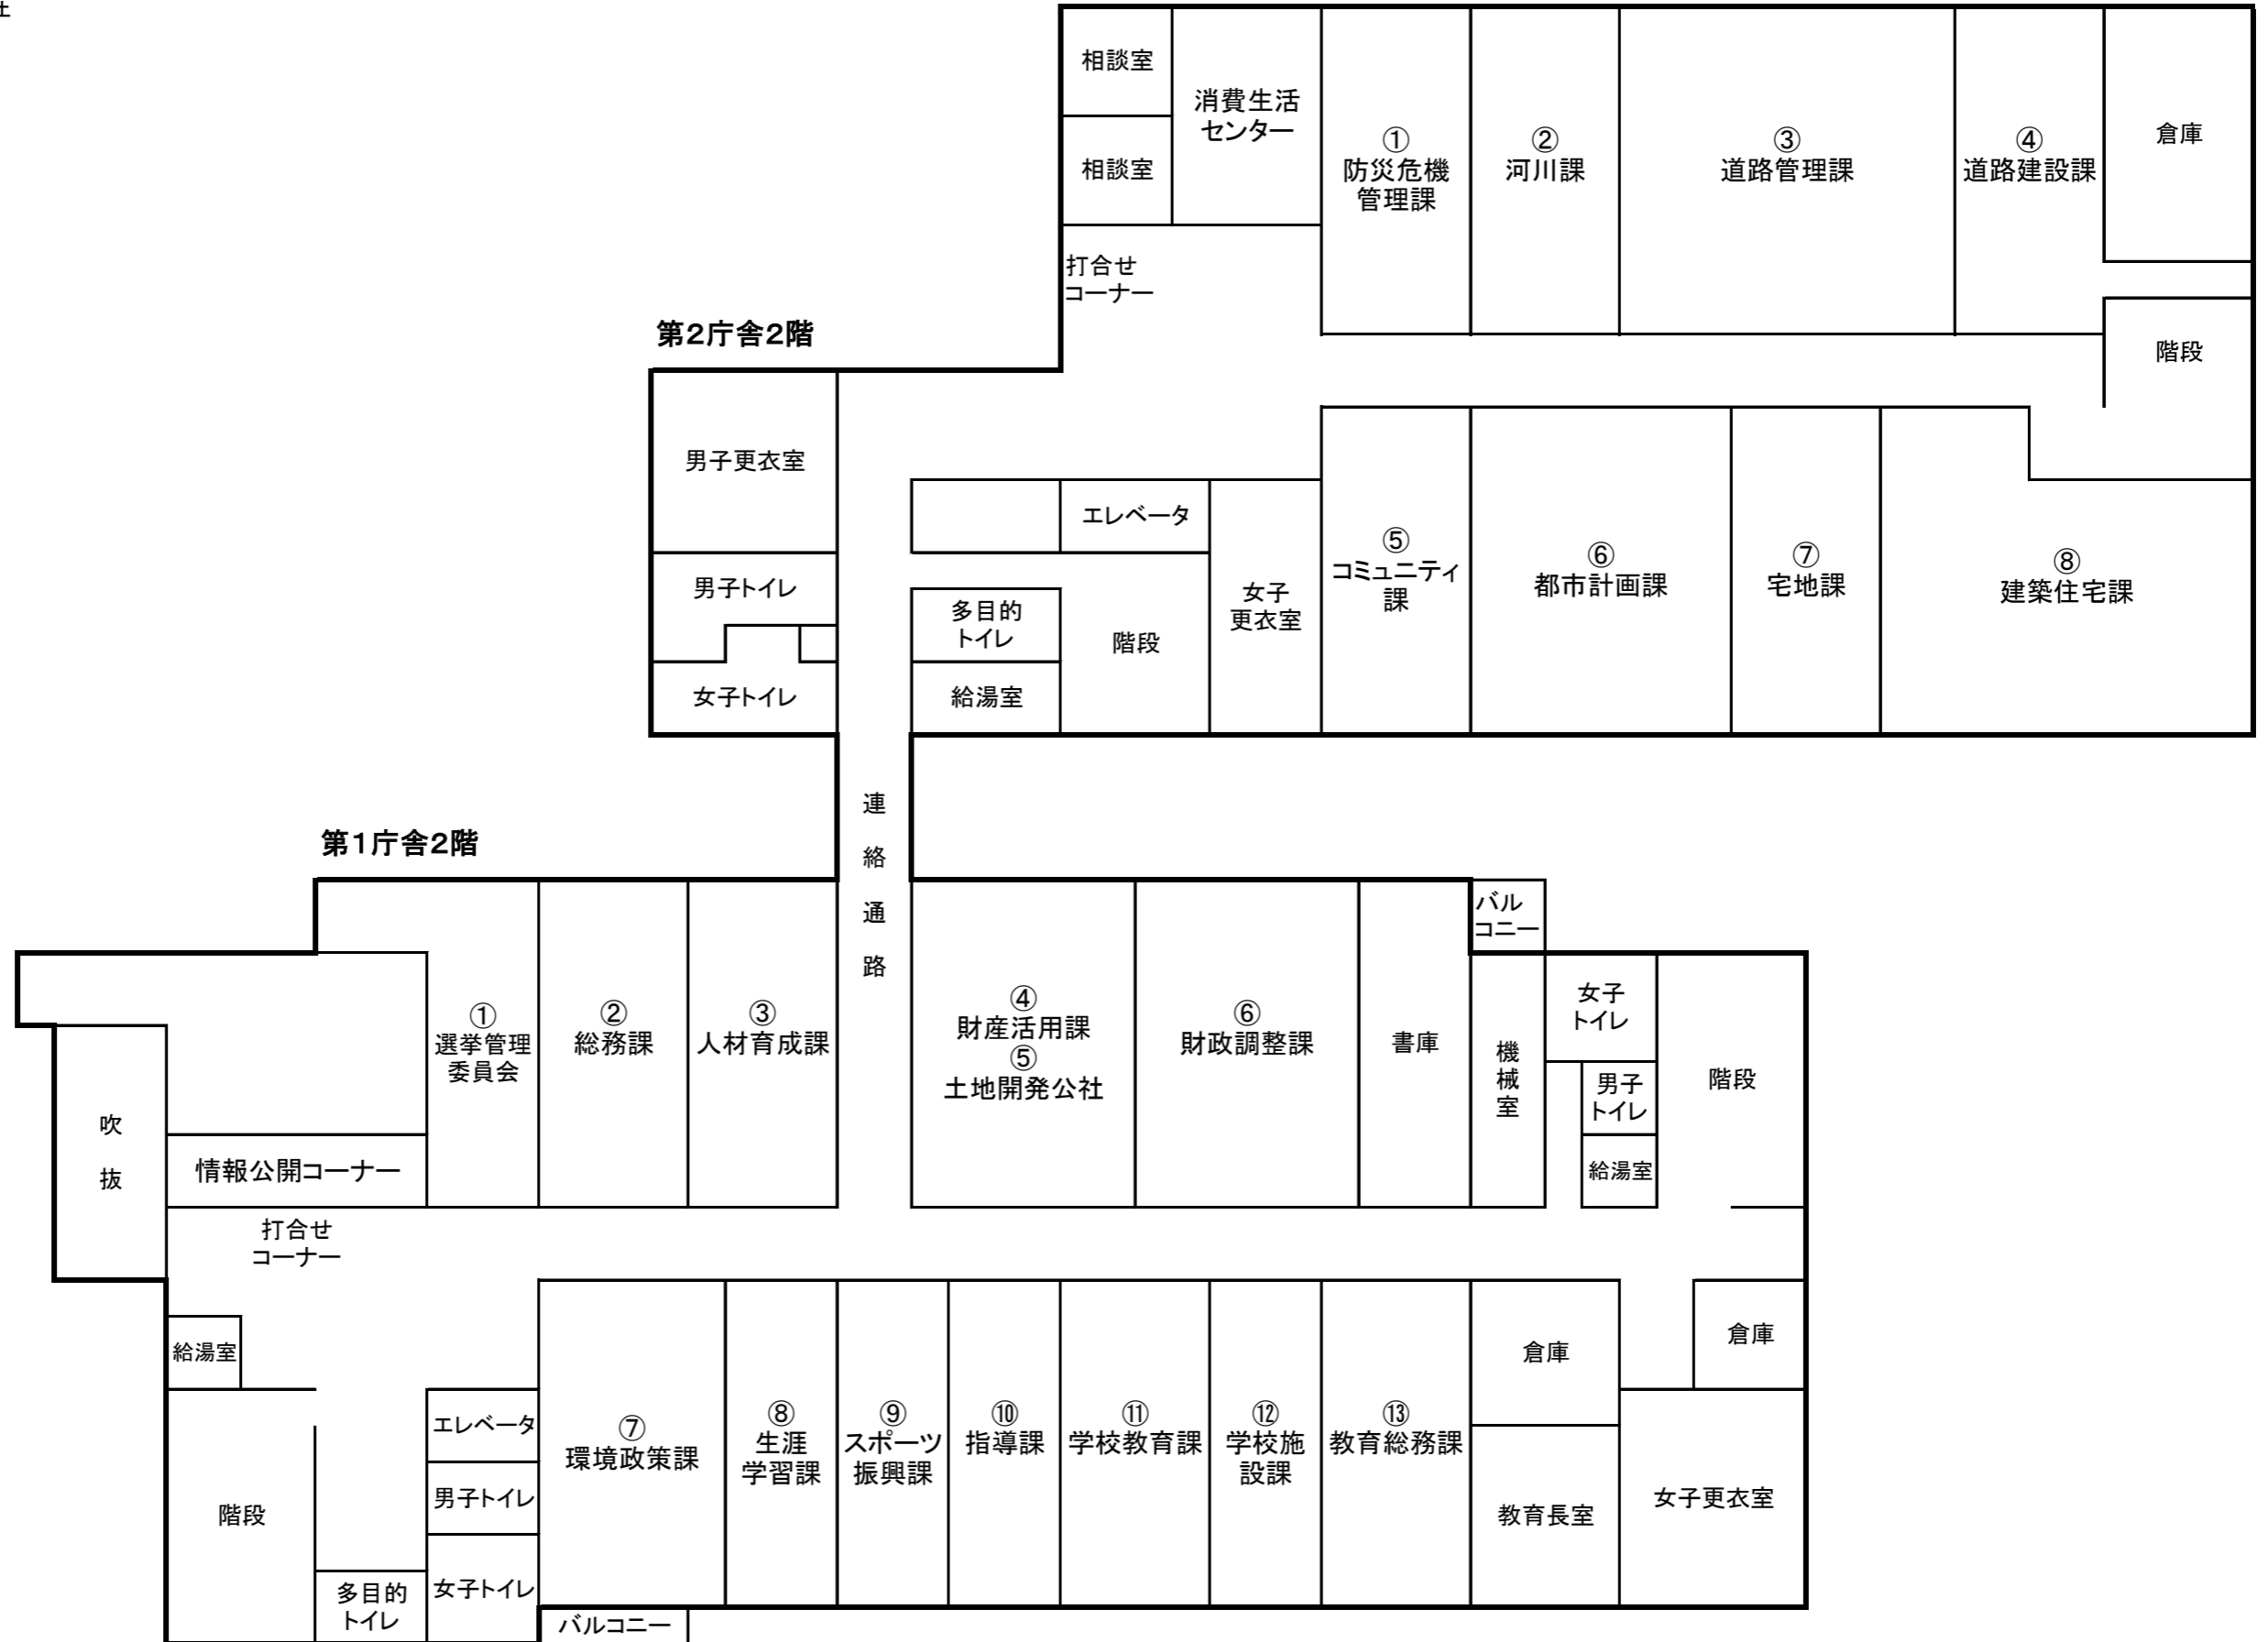 社
相談室
相談室
消費生活
センター
①
防災危機
管理課
②
河川課
③
道路管理課
④
道路建設課
倉庫
打合せ
コーナー
階段
第2庁舎2階
男子更衣室
男子トイレ
女子トイレ
エレベータ
多目的
トイレ
給湯室
階段
女子
更衣室
⑤
コミュニティ
課
⑥
都市計画課
⑦
宅地課
⑧
建築住宅課
連
絡
通
路
第1庁舎2階
①
選挙管理
委員会
②
総務課
③
人材育成課
④
財産活用課
⑤
土地開発公社
⑥
財政調整課
書庫
バル
コニー
機
械
室
女子
トイレ
男子
トイレ
給湯室
階段
吹
抜
情報公開コーナー
打合せ
コーナー
給湯室
階段
エレベータ
男子トイレ
女子トイレ
多目的
トイレ
⑦
環境政策課
⑧
生涯
学習課
⑨
スポーツ
振興課
⑩
指導課
⑪
学校教育課
⑫
学校施
設課
⑬
教育総務課
倉庫
教育長室
倉庫
女子更衣室
バルコニー